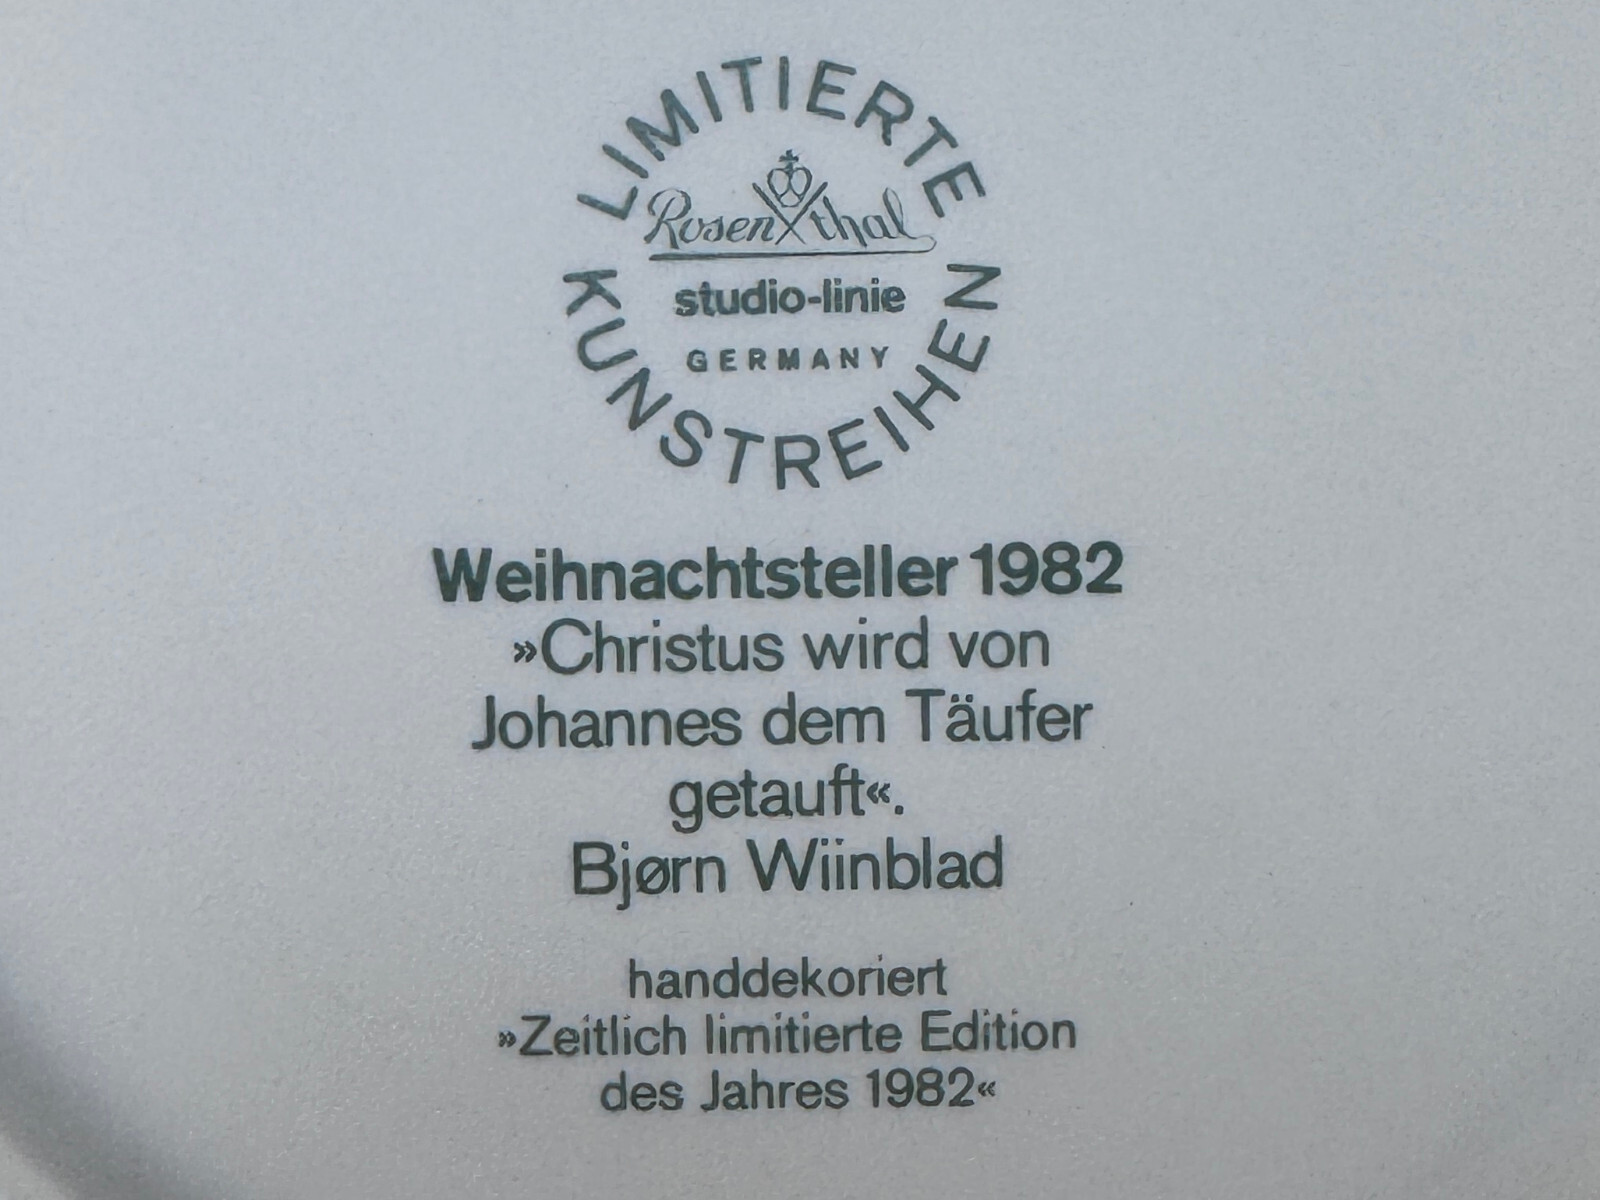 LIMITIERTE
Rosenthal
studio-linie
GERMANY
KUNSTREIHEN
Weihnachtsteller 1982
»Christus wird von
Johannes dem Täufer
getauft«.
Bjørn Wiinblad
handdekoriert
»Zeitlich limitierte Edition
des Jahres 1982«